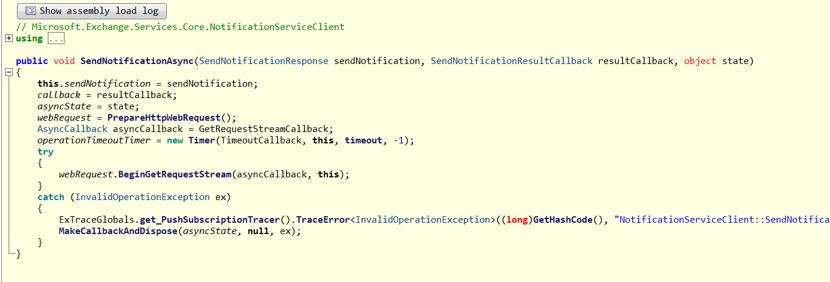 Show assembly load log
// Microsoft.Exchange.Services.Core.NotificationServiceClient
using ...
public void SendNotificationAsync(SendNotificationResponse sendNotification, SendNotificationResultCallback resultCallback, object state)
{
this.sendNotification = sendNotification;
callback = resultCallback;
asyncState = state;
webRequest = PrepareHttpWebRequest();
AsyncCallback asyncCallback = GetRequestStreamCallback;
operationTimeoutTimer = new Timer(TimeoutCallback, this, timeout, -1);
try
{
webRequest.BeginGetRequestStream(asyncCallback, this);
}
catch (InvalidOperationException ex)
{
ExTraceGlobals.get_PushSubscriptionTracer().TraceError<InvalidOperationException>((long)GetHashCode(), "NotificationServiceClient::SendNotifica
MakeCallbackAndDispose(asyncState, null, ex);
}
}